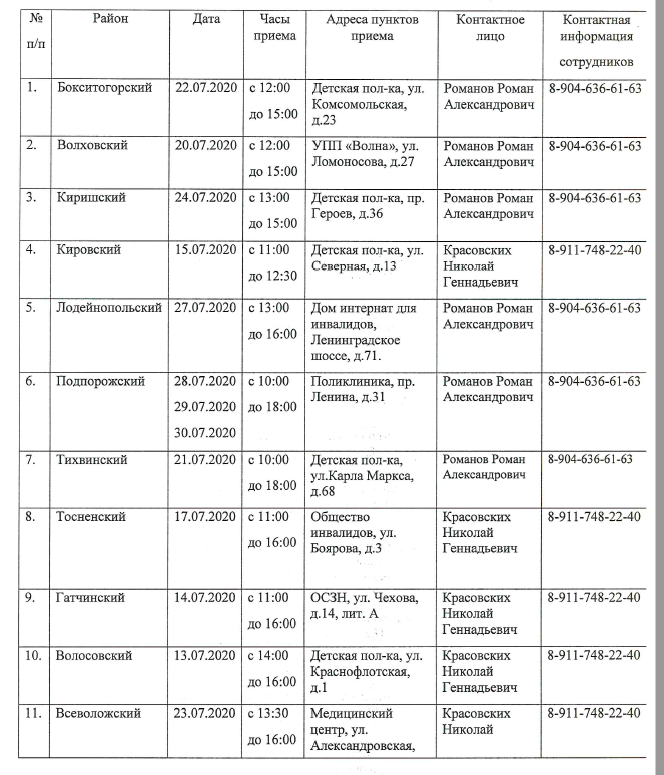 № Район Дата Часы Адреса пунктов Контактное Контактная
п/п приема приема лицо информация
сотрудников
1. Бокситогорский 22.07.2020 с 12:00 Детская пол-ка, ул. Романов Роман 8-904-636-61-63
до 15:00 Комсомольская, Александрович
д.23
2. Волховский 20.07.2020 с 12:00 УПП «Волна», ул. Романов Роман 8-904-636-61-63
до 15:00 Ломоносова, д.27 Александрович
3. Киришский 24.07.2020 с 13:00 Детская пол-ка, пр. Романов Роман 8-904-636-61-63
до 15:00 Героев, д.36 Александрович
4. Кировский 15.07.2020 с 11:00 Детская пол-ка, ул. Красовских 8-911-748-22-40
до 12:30 Северная, д.13 Николай
Геннадьевич
5. Лодейнопольский 27.07.2020 с 13:00 Дом интернат для Романов Роман 8-904-636-61-63
до 16:00 инвалидов, Александрович
Ленинградское
шоссе, д.71.
6. Подпорожский 28.07.2020 с 10:00 Поликлиника, пр. Романов Роман 8-904-636-61-63
29.07.2020 до 18:00 Ленина, д.31 Александрович
30.07.2020
7. Тихвинский 21.07.2020 с 10:00 Детская пол-ка, Романов Роман 8-904-636-61-63
до 18:00 ул.Карла Маркса, Александрович
д.68
8. Тосненский 17.07.2020 с 11:00 Общество Красовских 8-911-748-22-40
до 16:00 инвалидов, ул. Николай
Боярова, д.3 Геннадьевич
9. Гатчинский 14.07.2020 с 11:00 ОСЗН, ул. Чехова, Красовских 8-911-748-22-40
до 16:00 д.14, лит. А Николай
Геннадьевич
10. Волосовский 13.07.2020 с 14:00 Детская пол-ка, ул. Красовских 8-911-748-22-40
до 16:00 Краснофлотская, Николай
д.1 Геннадьевич
11. Всеволожский 23.07.2020 с 13:30 Медицинский Красовских 8-911-748-22-40
до 16:00 центр, ул. Николай
Александровская,